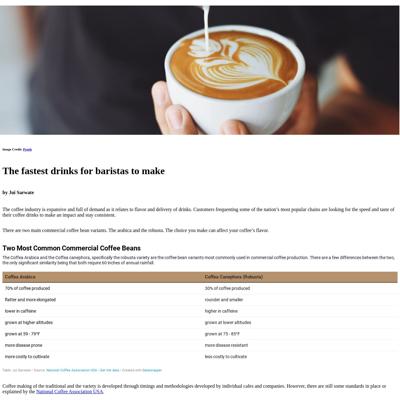 Image Credit: Pexels
The fastest drinks for baristas to make
by Joi Sarwate
The coffee industry is expansive and full of demand as it relates to flavor and delivery of drinks. Customers frequenting some of the nation's most popular chains are looking for the speed and taste of
their coffee drinks to make an impact and stay consistent.
There are two main commercial coffee bean variants. The arabica and the robusta. The choice you make can affect your coffee's flavor.
Two Most Common Commercial Coffee Beans
The Coffea Arabica and the Coffea canephora, specifically the robusta variety are the coffee bean variants most commonly used in commercial coffee production. There are a few differences between the two,
the only significant similarity being that both require 60 inches of annual rainfall.
Coffea Arabica Coffea Canephora (Robusta)
70% of coffee produced 30% of coffee produced
flatter and more elongated rounder and smaller
lower in caffeine higher in caffeine
grown at higher altitudes grown at lower altitudes
grown at 59 - 75°F grown at 75 - 85°F
more disease prone more disease resistant
more costly to cultivate less costly to cultivate
Table: Joi Sarwate • Source: National Coffee Association USA • Get the data • Created with Datawrapper
Coffee making of the traditional and the variety is developed through timings and methodologies developed by individual cafes and companies. However, there are still some standards in place or
explained by the National Coffee Association USA.